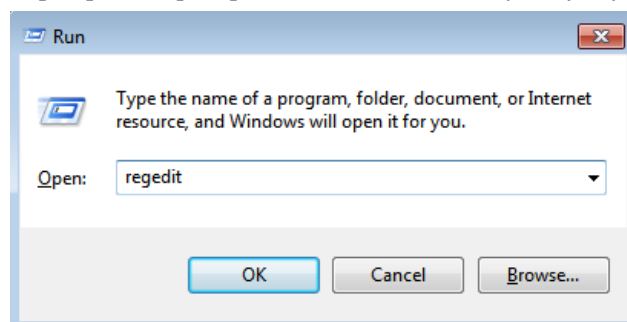 Run
Type the name of a program, folder, document, or Internet
resource, and Windows will open it for you.
Open: regedit
OK Cancel Browse...